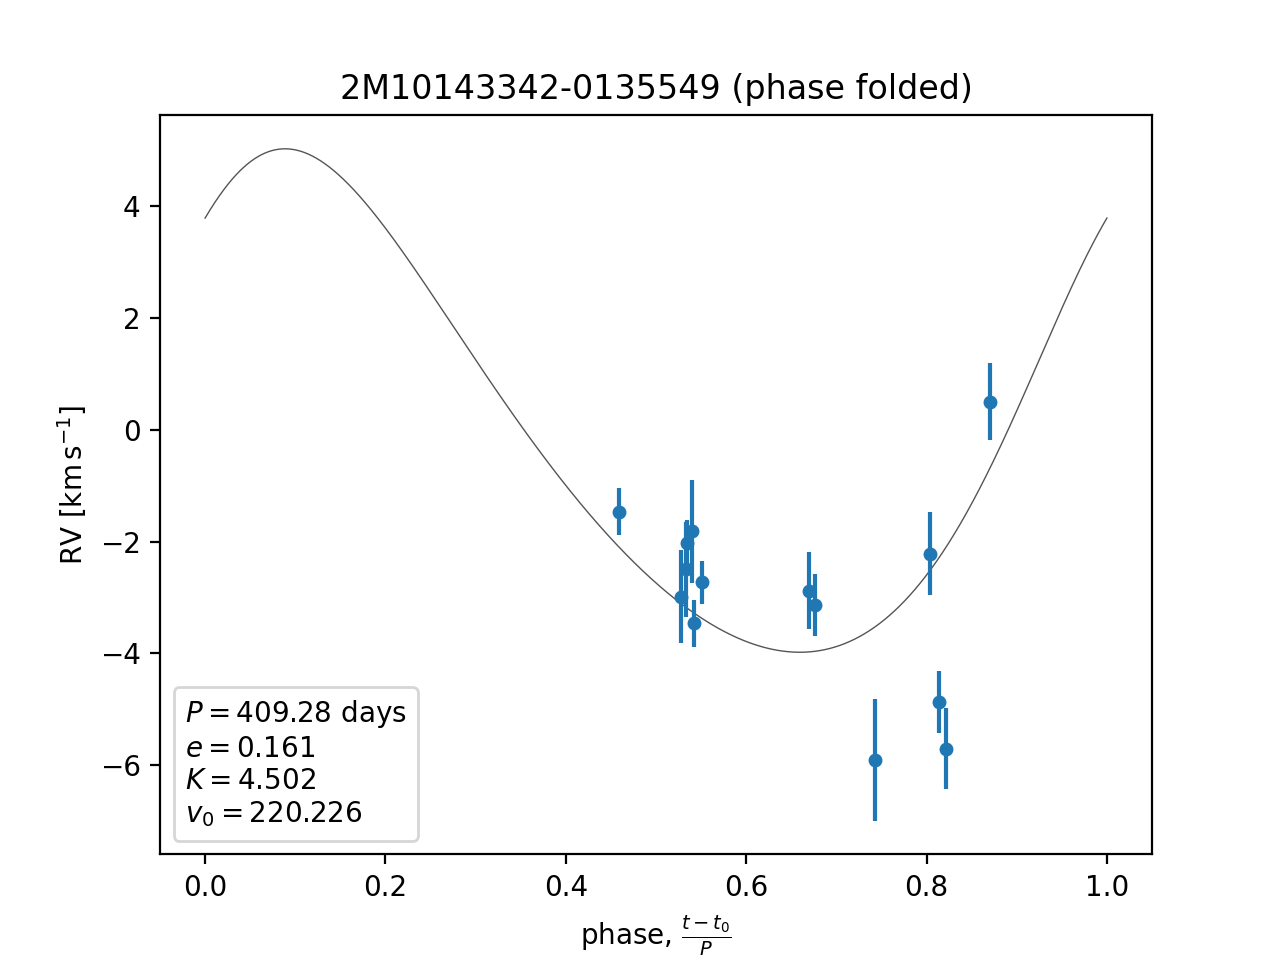 2M10143342-0135549 (phase folded)
RV [km s⁻¹]
4
2
0
−2
−4
−6
P = 409.28 days
e = 0.161
K = 4.502
v₀ = 220.226
0.0 0.2 0.4 0.6 0.8 1.0
phase, (t − t₀)/P